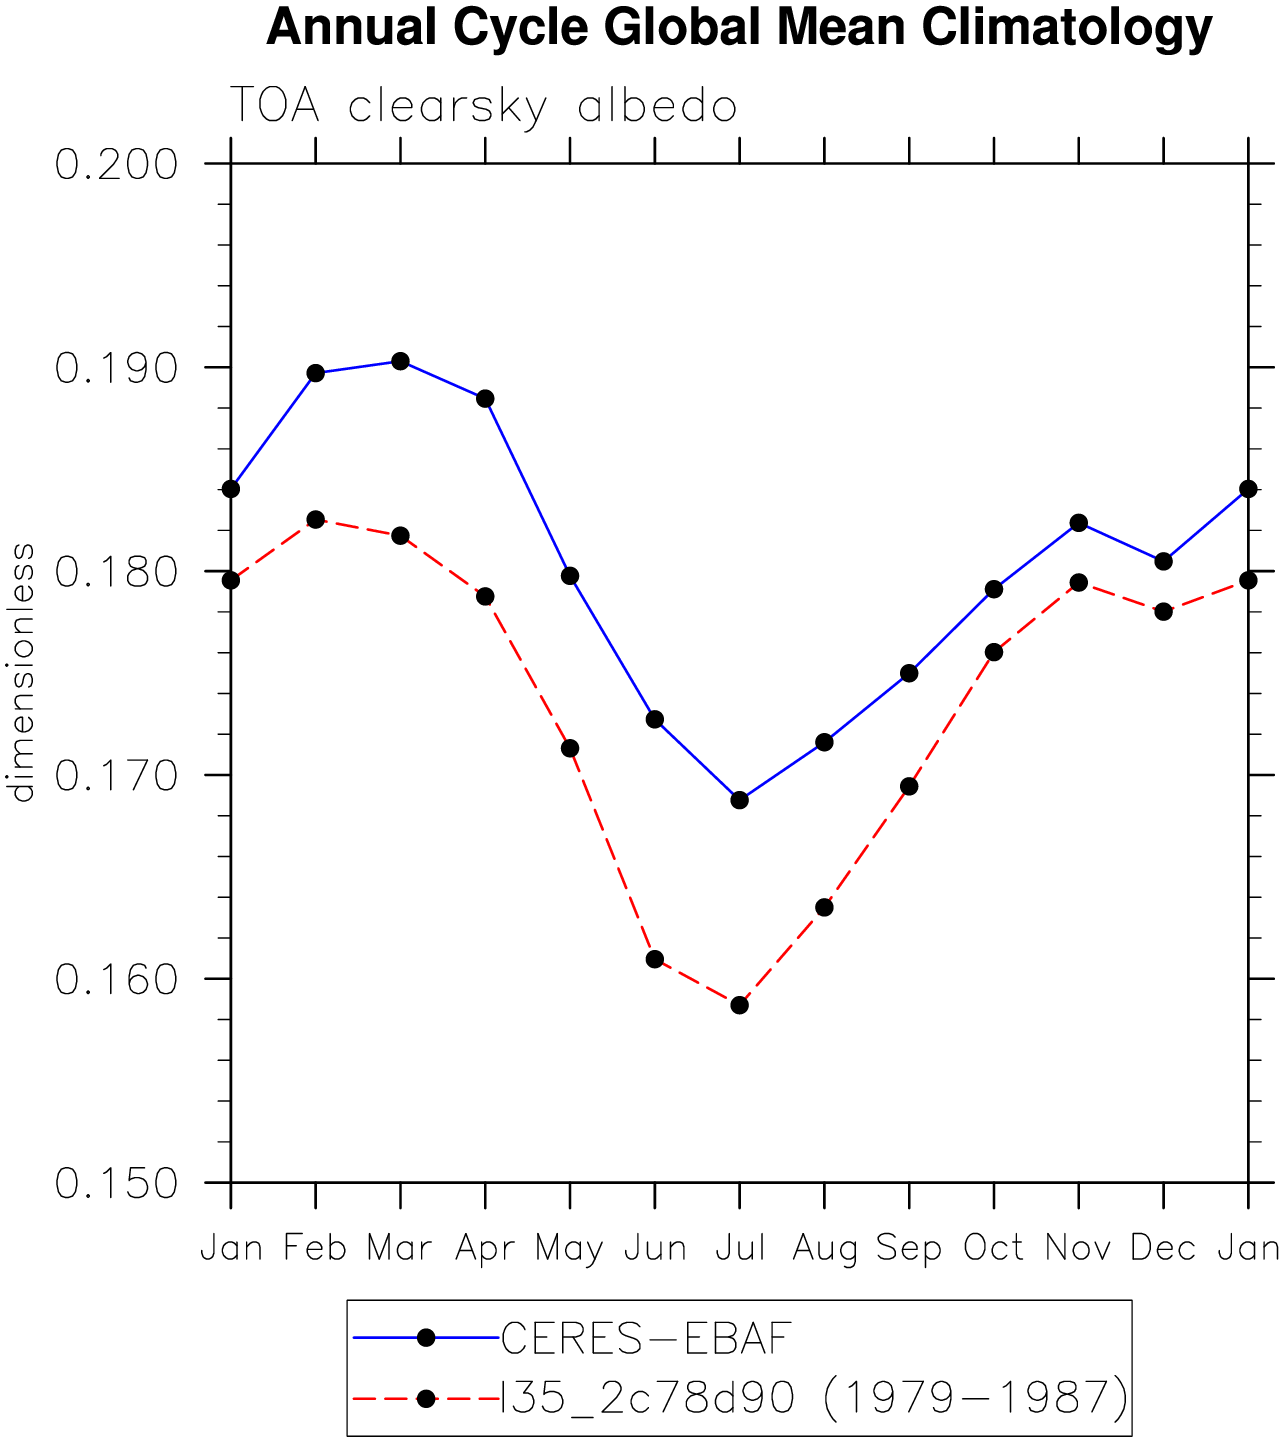 Annual Cycle Global Mean Climatology
TOA clearsky albedo
0.200
0.190
0.180
0.170
0.160
0.150
dimensionless
Jan Feb Mar Apr May Jun Jul Aug Sep Oct Nov Dec Jan
CERES-EBAF
I35_2c78d90 (1979-1987)